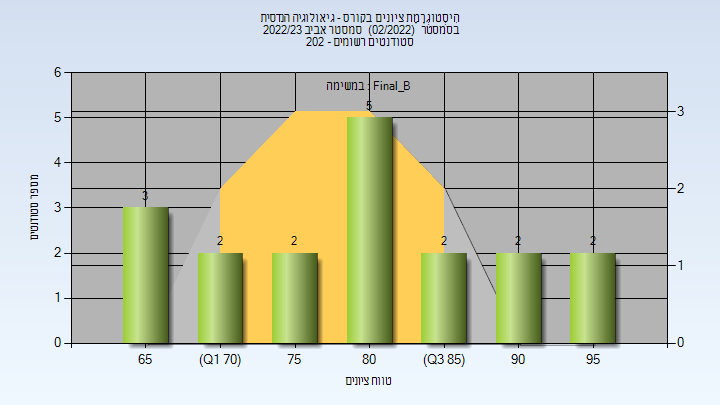 היסטוגרמת ציונים בקורס - גיאולוגיה הנדסית
בסמסטר (02/2022) סמסטר אביב 2022/23
סטודנטים רשומים - 202
במשימה : Final_B
מספר סטודנטים
6
5
4
3
2
1
0
3
2
1
0
3
2
2
5
2
2
2
65
(Q1 70)
75
80
(Q3 85)
90
95
טווח ציונים